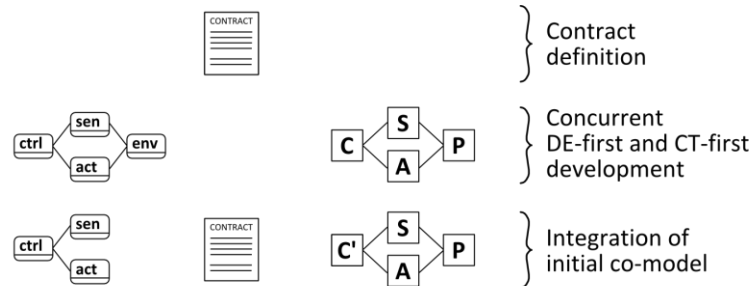 CONTRACT
Contract
definition
sen
ctrl
env
act
S
C
P
A
Concurrent
DE-first and CT-first
development
sen
ctrl
act
CONTRACT
S
C'
P
A
Integration of
initial co-model